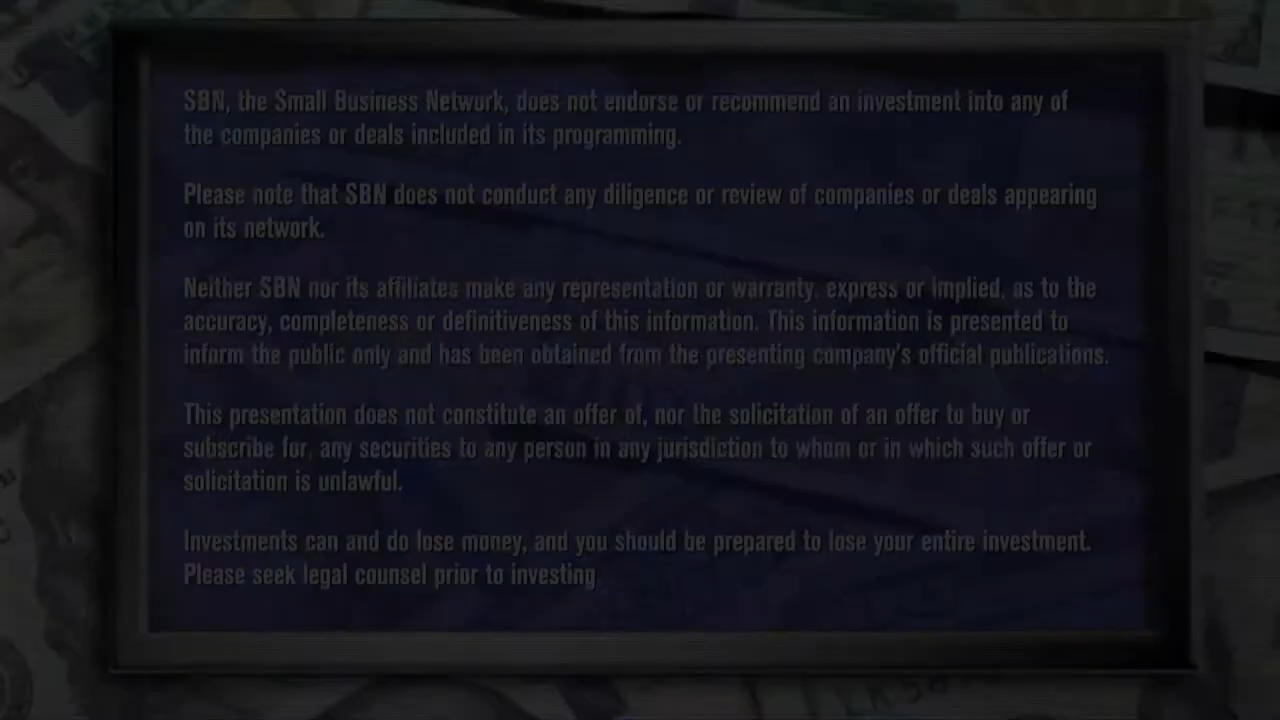 SBN, the Small Business Network, does not endorse or recommend an investment into any of
the companies or deals included in its programming.
Please note that SBN does not conduct any diligence or review of companies or deals appearing
on its network.
Neither SBN nor its affiliates make any representation or warranty, express or implied, as to the
accuracy, completeness or definitiveness of this information. This information is presented to
inform the public only and has been obtained from the presenting company's official publications.
This presentation does not constitute an offer of, nor the solicitation of an offer to buy or
subscribe for, any securities to any person in any jurisdiction to whom or in which such offer or
solicitation is unlawful.
Investments can and do lose money, and you should be prepared to lose your entire investment.
Please seek legal counsel prior to investing